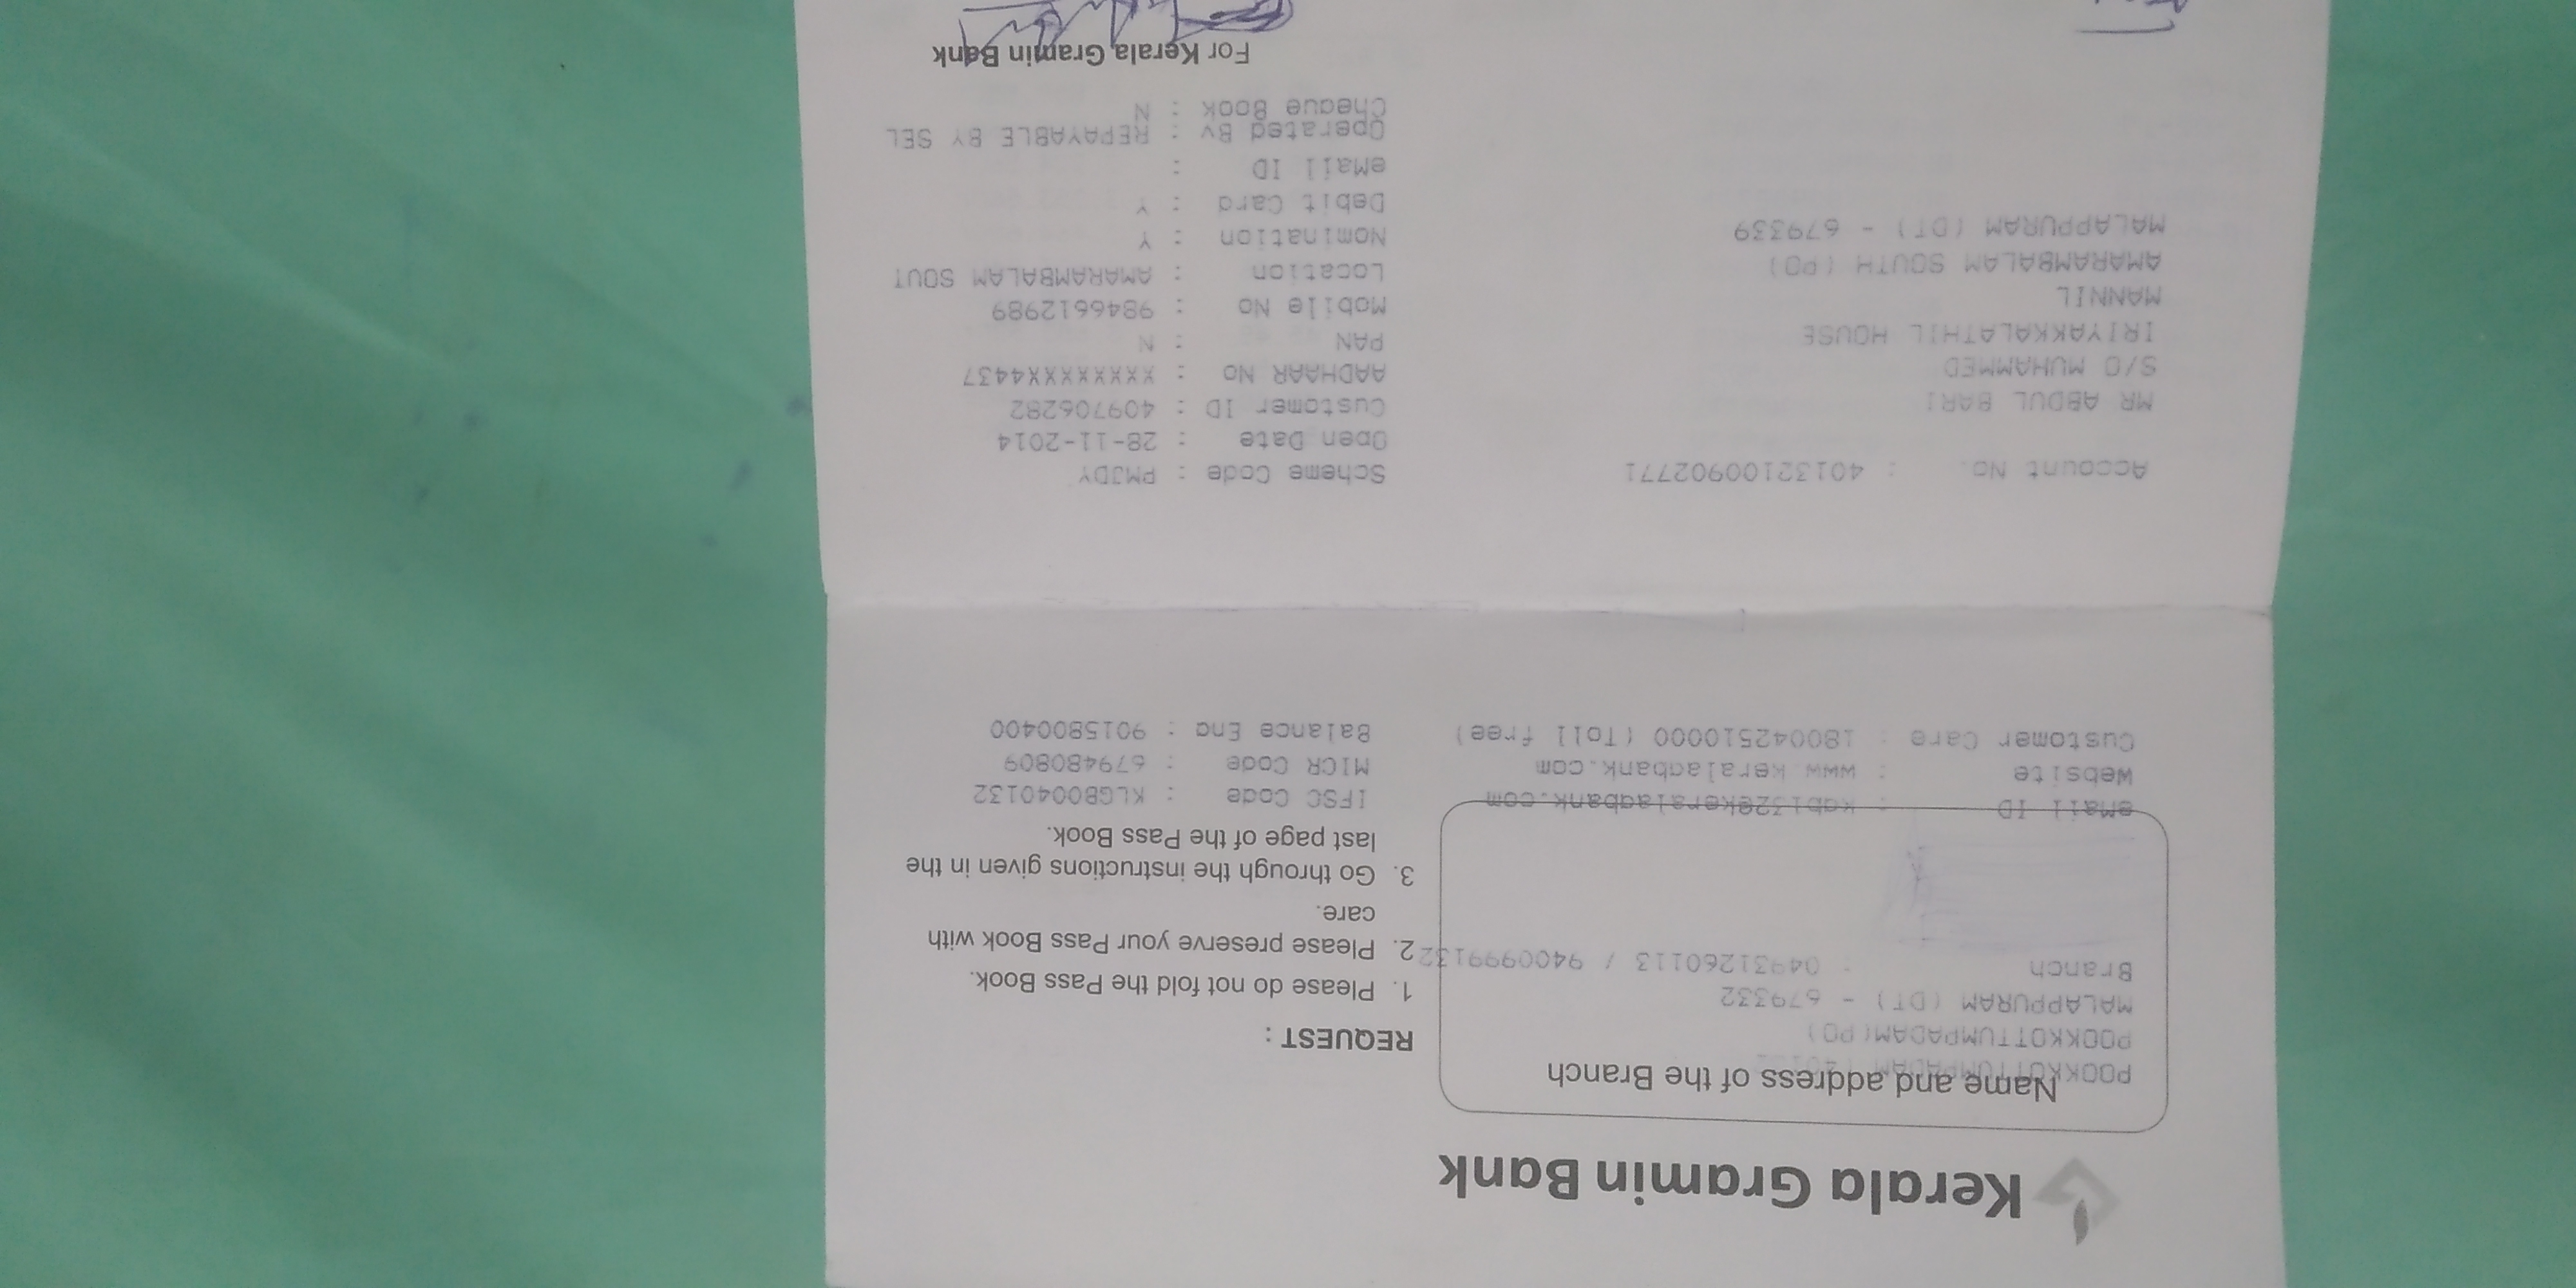 Kerala Gramin Bank
Name and address of the Branch
POOKKOTTUMPADAM
POOKKOTTUMPADAM(PO)
MALAPPURAM (DT) - 679332
Branch : 04931260113 / 9400999132
eMail ID : kgb132@keralagbank.com
Website : www.keralagbank.com
Customer Care : 180042510000 (Toll free)
REQUEST :
1. Please do not fold the Pass Book.
2. Please preserve your Pass Book with
care.
3. Go through the instructions given in the
last page of the Pass Book.
IFSC Code : KLGB0040132
MICR Code : 679480809
Balance Enq : 9015800400
Account No. : 40132100902771
MR ABDUL BARI
S/O MUHAMMED
IRIYAKKALATHIL HOUSE
MANNIL
AMARAMBALAM SOUTH (PO)
MALAPPURAM (DT) - 679339
Scheme Code : PMJDY
Open Date : 28-11-2014
Customer ID : 409706282
AADHAAR No : XXXXXXXX4437
PAN : N
Mobile No : 9846612989
Location : AMARAMBALAM SOUT
Nomination : Y
Debit Card : Y
eMail ID :
Operated By : REPAYABLE BY SEL
Cheque Book : N
For Kerala Gramin Bank